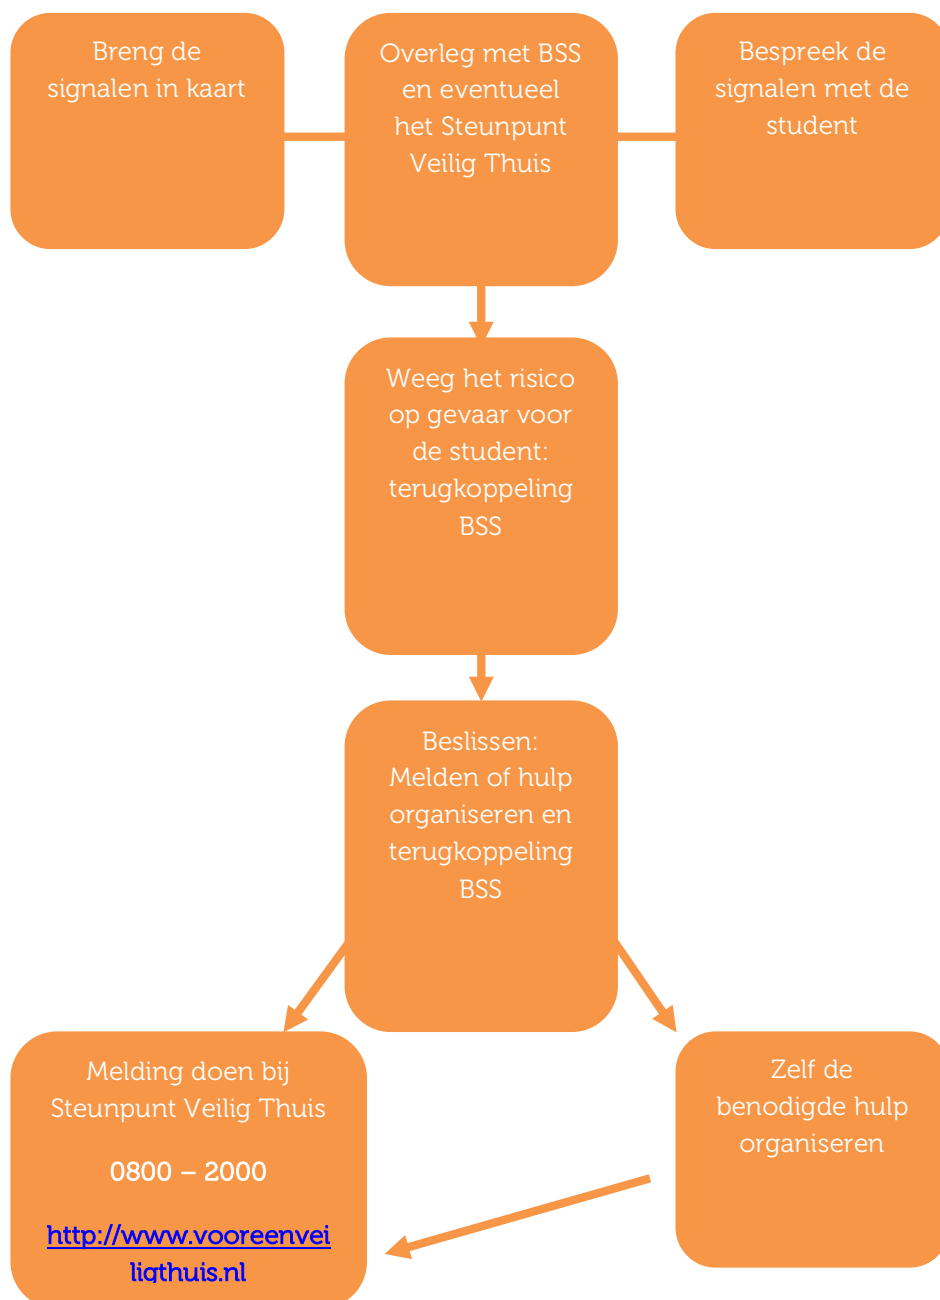 Breng de
signalen in kaart
Overleg met BSS
en eventueel
het Steunpunt
Veilig Thuis
Bespreek de
signalen met de
student
Weeg het risico
op gevaar voor
de student:
terugkoppeling
BSS
Beslissen:
Melden of hulp
organiseren en
terugkoppeling
BSS
Melding doen bij
Steunpunt Veilig Thuis
0800 – 2000
http://www.vooreenvei
ligthuis.nl
Zelf de
benodigde hulp
organiseren